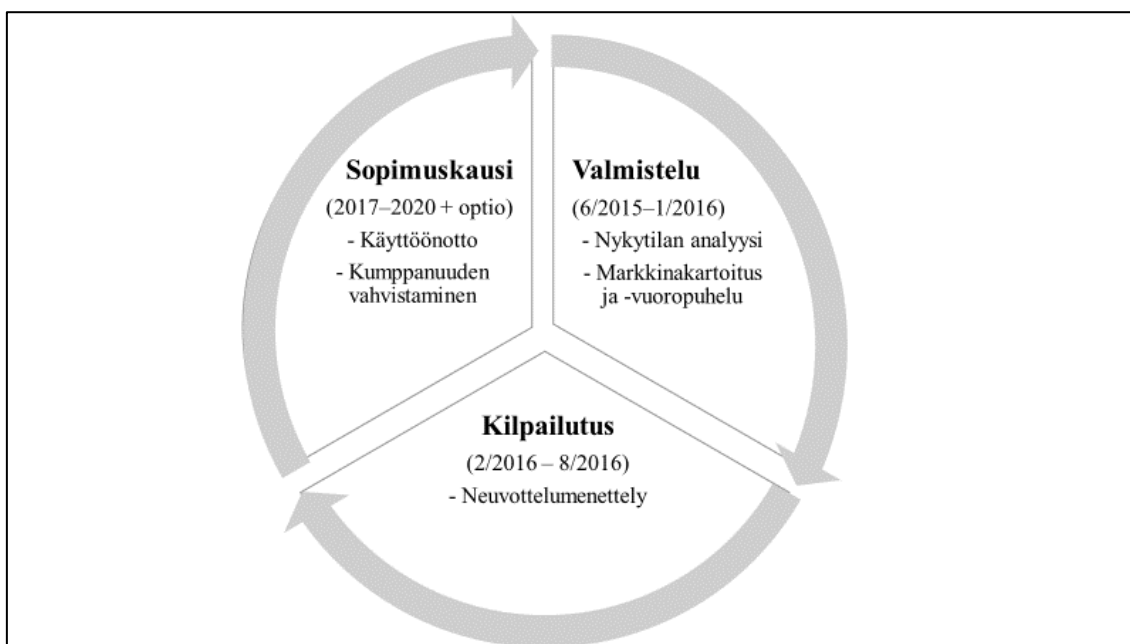 Sopimuskausi
(2017–2020 + optio)
- Käyttöönotto
- Kumppanuuden
vahvistaminen
Valmistelu
(6/2015–1/2016)
- Nykytilan analyysi
- Markkinakartoitus
ja -vuoropuhelu
Kilpailutus
(2/2016 – 8/2016)
- Neuvottelumenettely